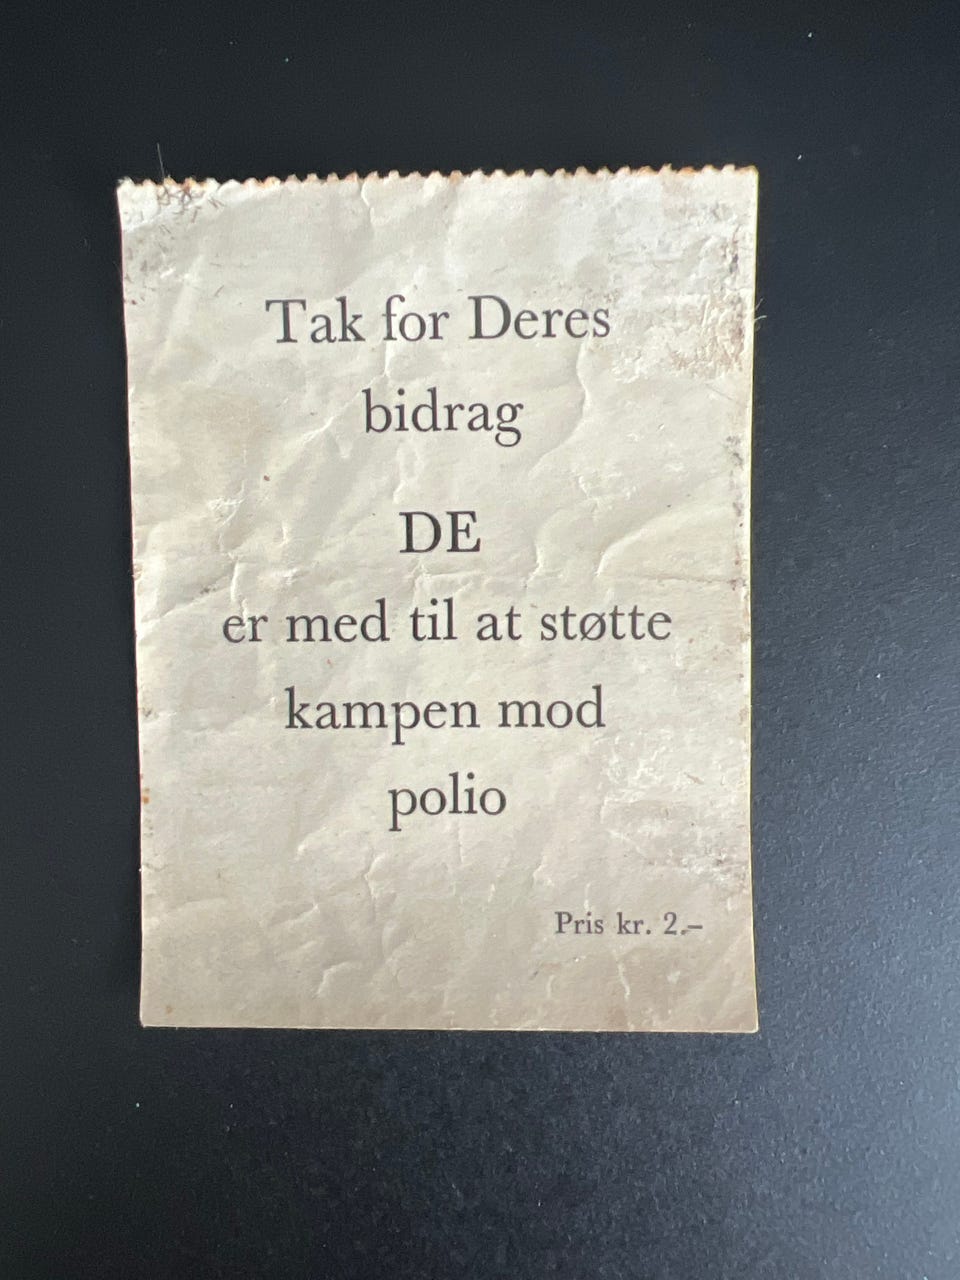 Tak for Deres
bidrag
DE
er med til at støtte
kampen mod
polio
Pris kr. 2.–